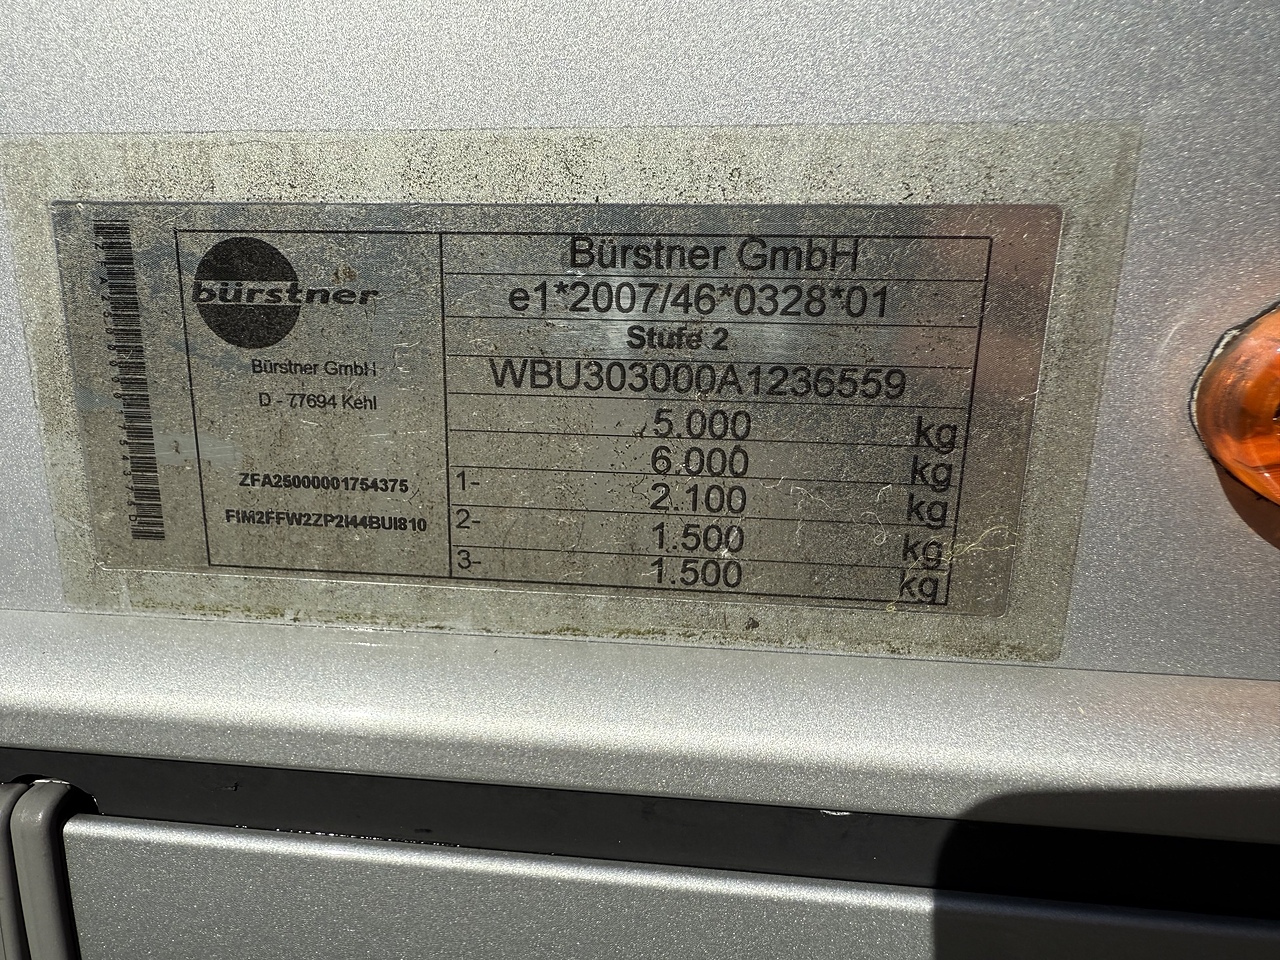 bürstner
Bürstner GmbH
D - 77694 Kehl
ZFA25000001754375
Bürstner GmbH
e1*2007/46*0328*01
Stufe 2
WBU303000A1236559
5.000 kg
6.000 kg
1- 2.100 kg
2- 1.500 kg
3- 1.500 kg